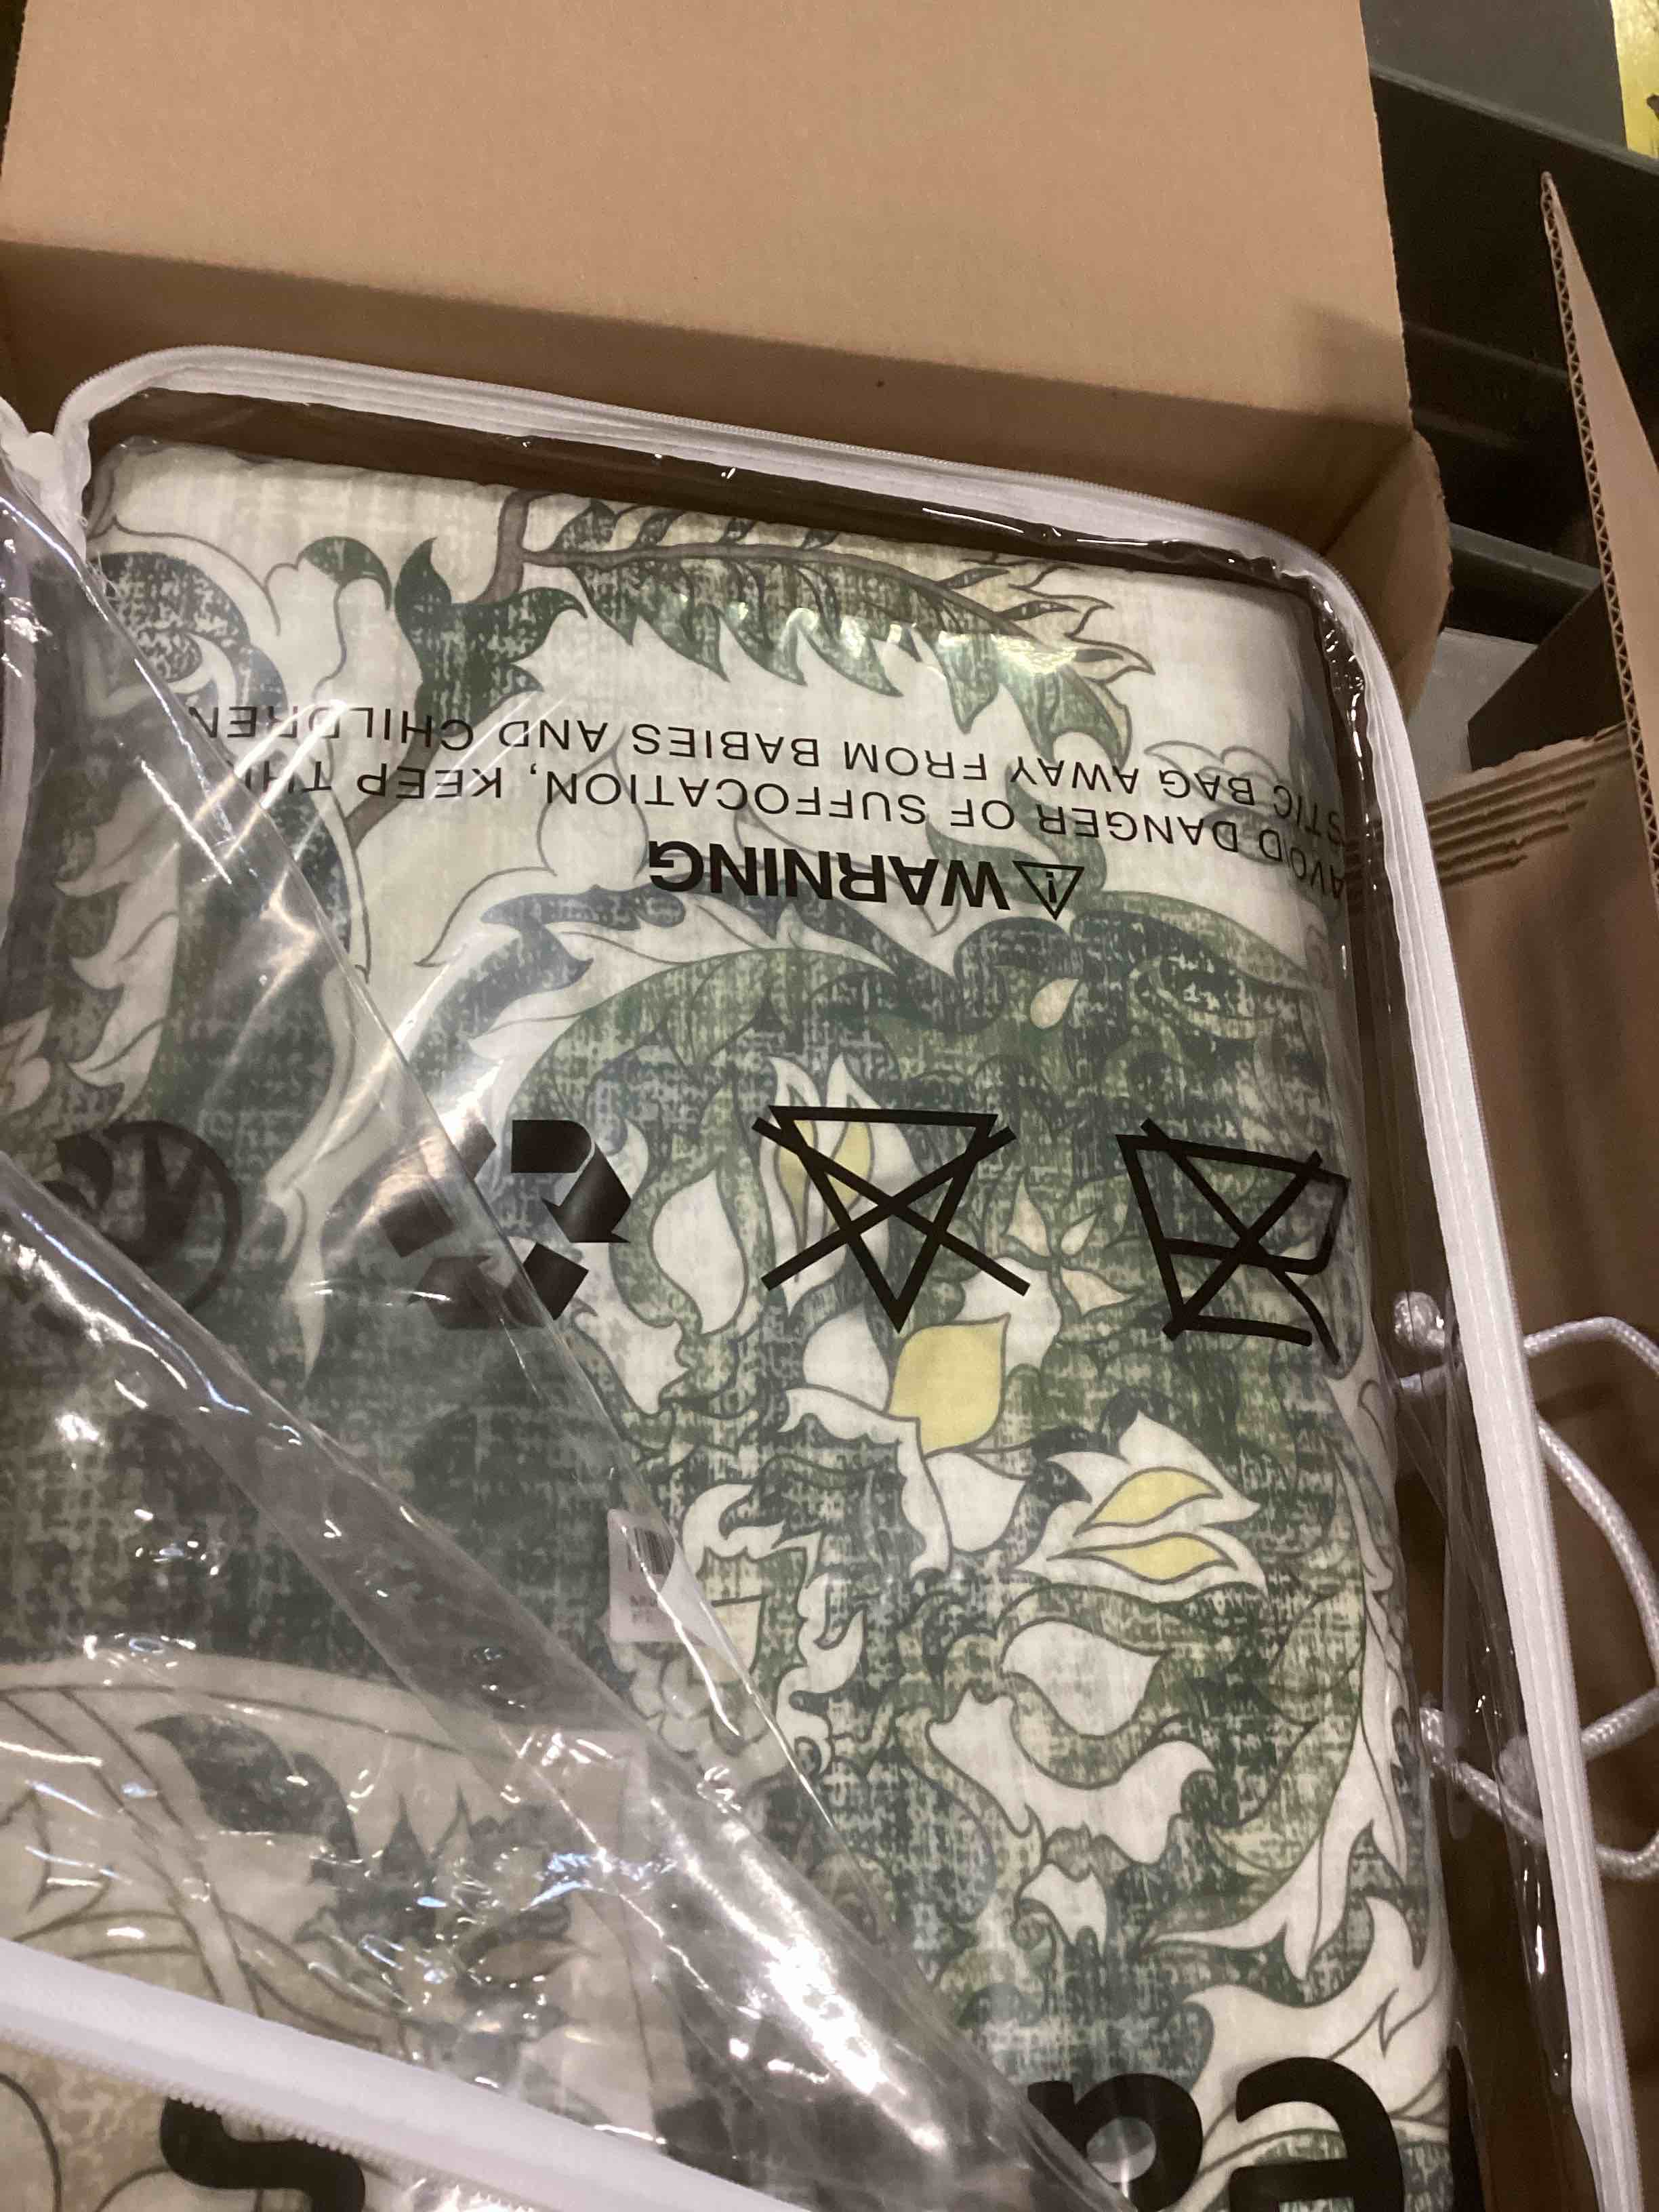 WARNING
AVOID DANGER OF SUFFOCATION, KEEP THI
STIC BAG AWAY FROM BABIES AND CHILDREN